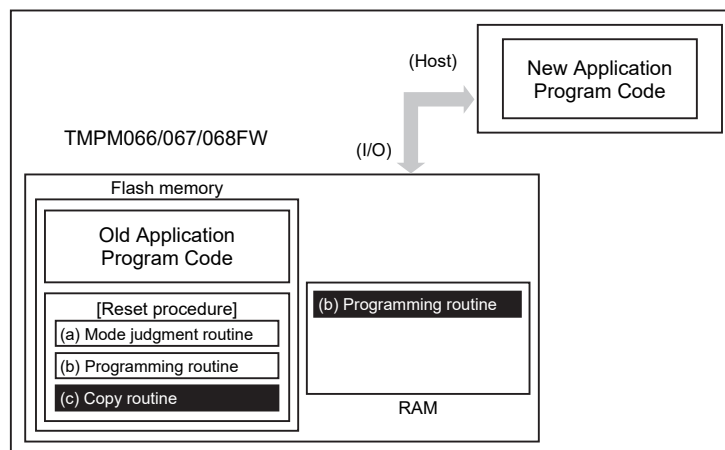 (Host)
New Application
Program Code
TMPM066/067/068FW
(I/O)
Flash memory
Old Application
Program Code
[Reset procedure]
(a) Mode judgment routine
(b) Programming routine
(c) Copy routine
(b) Programming routine
RAM